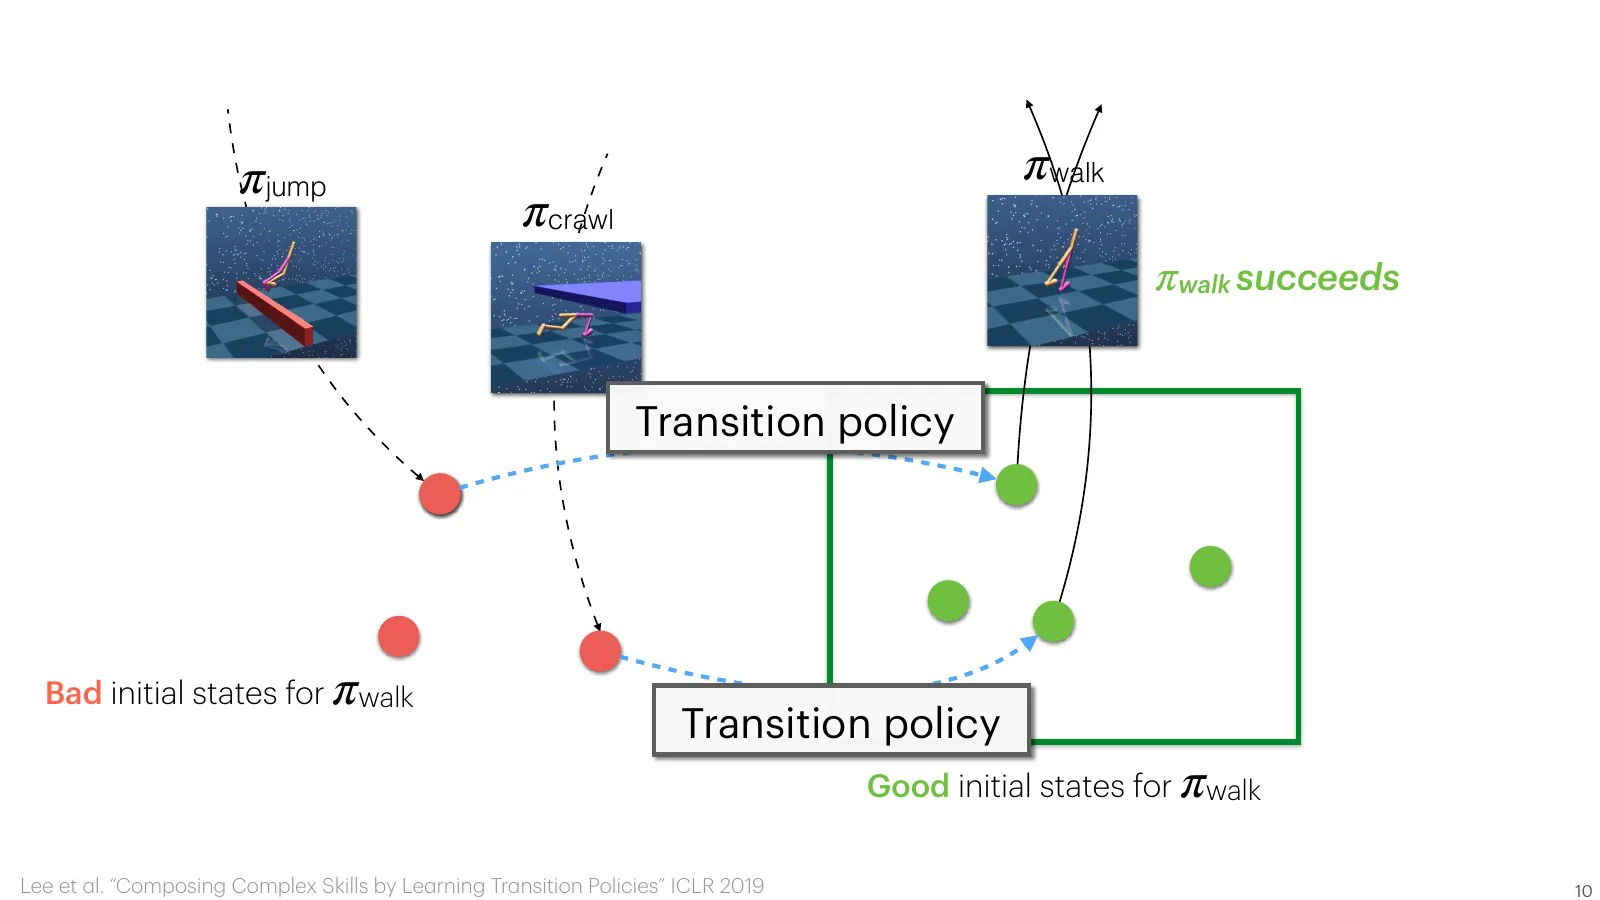 𝝅jump
𝝅crawl
𝝅walk
πwalk succeeds
Transition policy
Bad initial states for 𝝅walk
Transition policy
Good initial states for 𝝅walk
Lee et al. “Composing Complex Skills by Learning Transition Policies” ICLR 2019
10